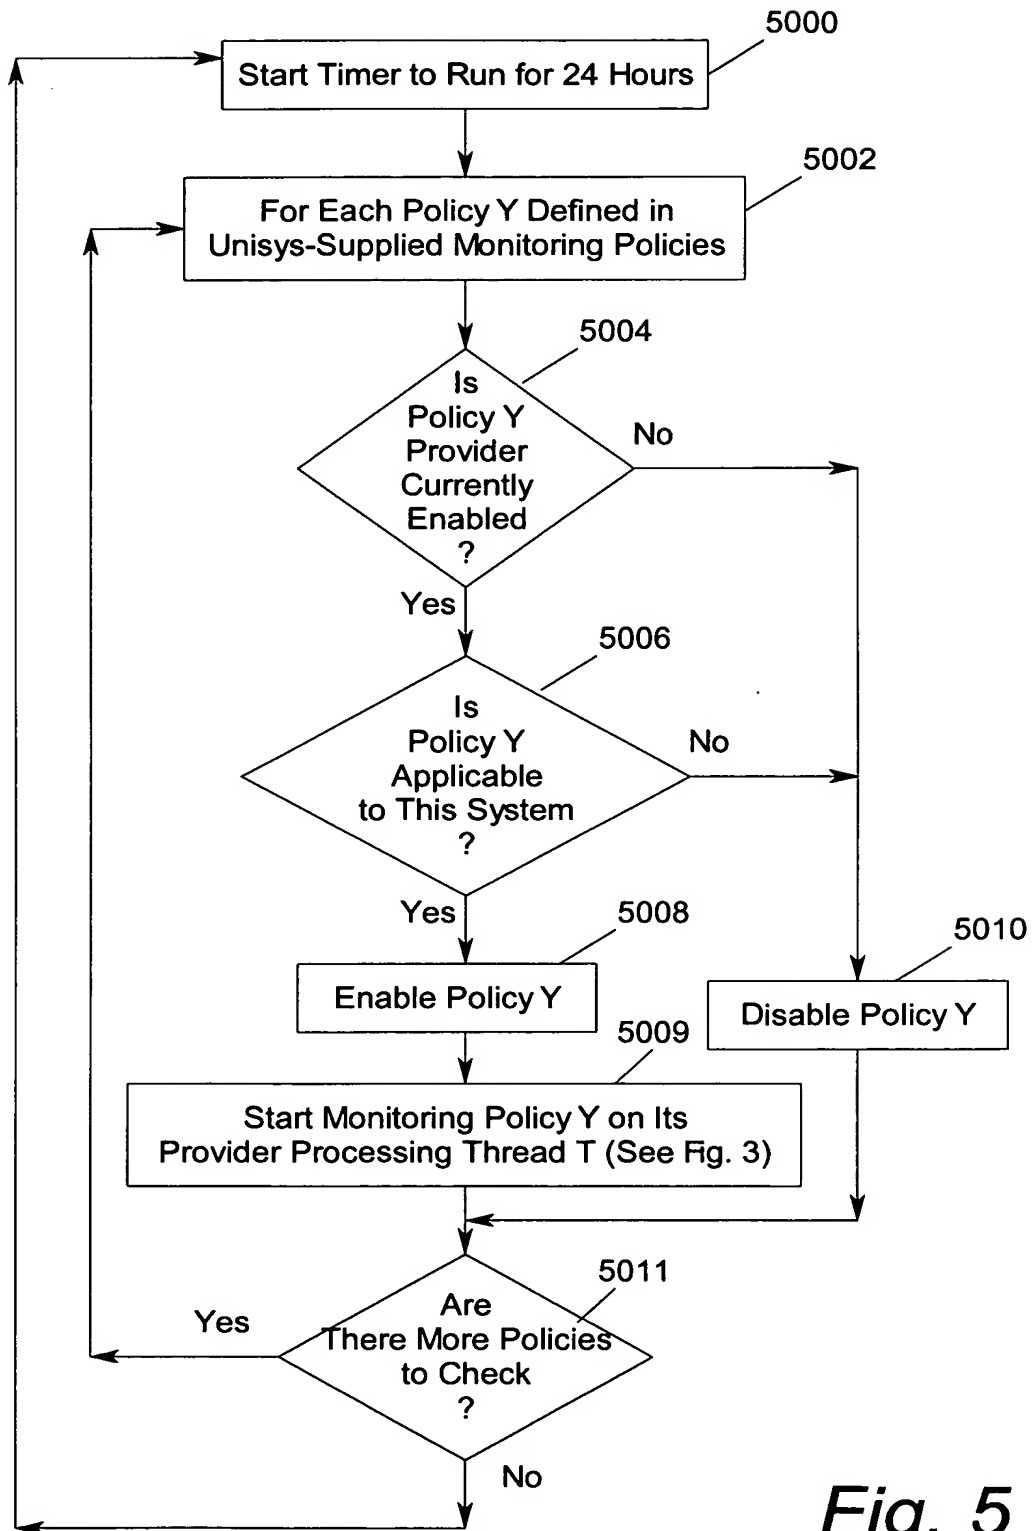 5000
Start Timer to Run for 24 Hours
5002
For Each Policy Y Defined in
Unisys-Supplied Monitoring Policies
5004
Is
Policy Y
Provider
Currently
Enabled
?
No
Yes
5006
Is
Policy Y
Applicable
to This System
?
No
Yes
5008
Enable Policy Y
5010
Disable Policy Y
5009
Start Monitoring Policy Y on Its
Provider Processing Thread T (See Fig. 3)
5011
Are
There More Policies
to Check
?
Yes
No
Fig. 5